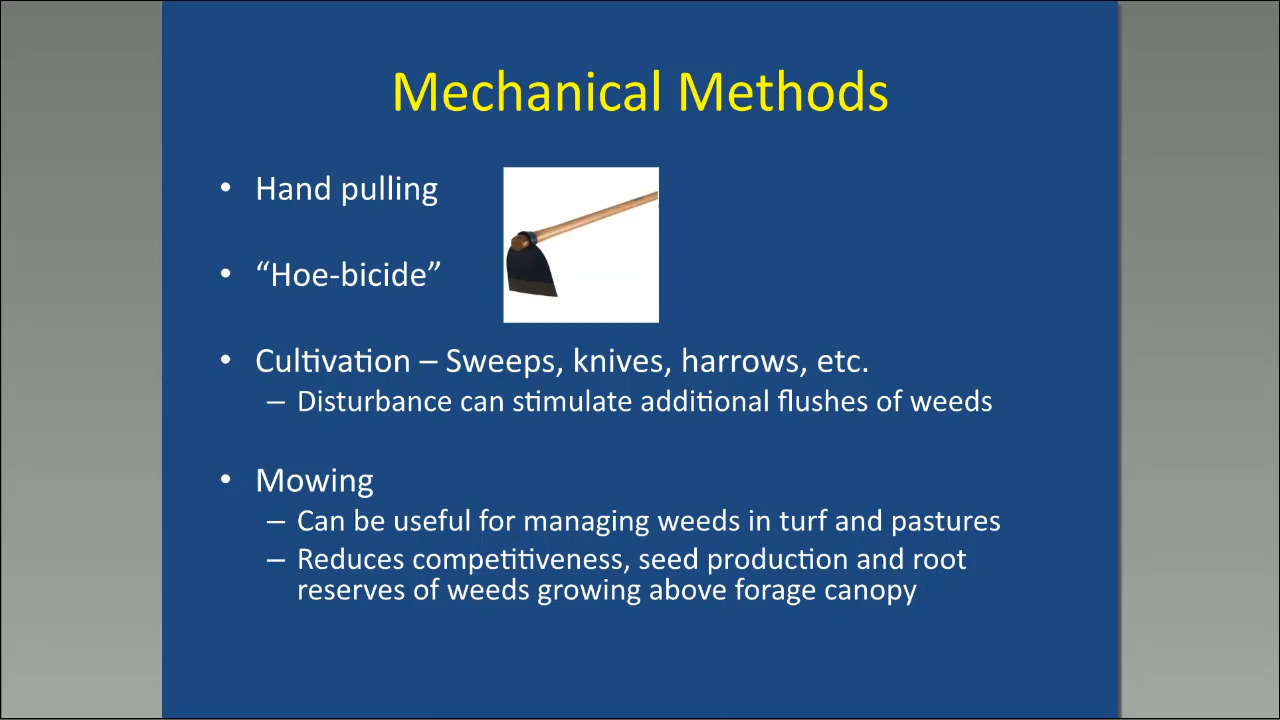 Mechanical Methods
• Hand pulling
• “Hoe-bicide”
• Cultivation – Sweeps, knives, harrows, etc.
– Disturbance can stimulate additional flushes of weeds
• Mowing
– Can be useful for managing weeds in turf and pastures
– Reduces competitiveness, seed production and root
reserves of weeds growing above forage canopy